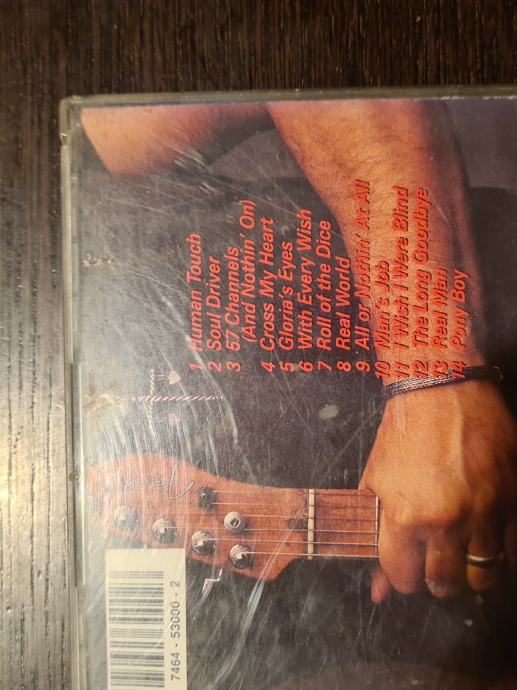 1 Human Touch
2 Soul Driver
3 57 Channels
(And Nothin' On)
4 Cross My Heart
5 Gloria's Eyes
6 With Every Wish
7 Roll of the Dice
8 Real World
9 All or Nothin' At All
10 Man's Job
11 I Wish I Were Blind
12 The Long Goodbye
13 Real Man
14 Pony Boy
7464 - 53000 - 2